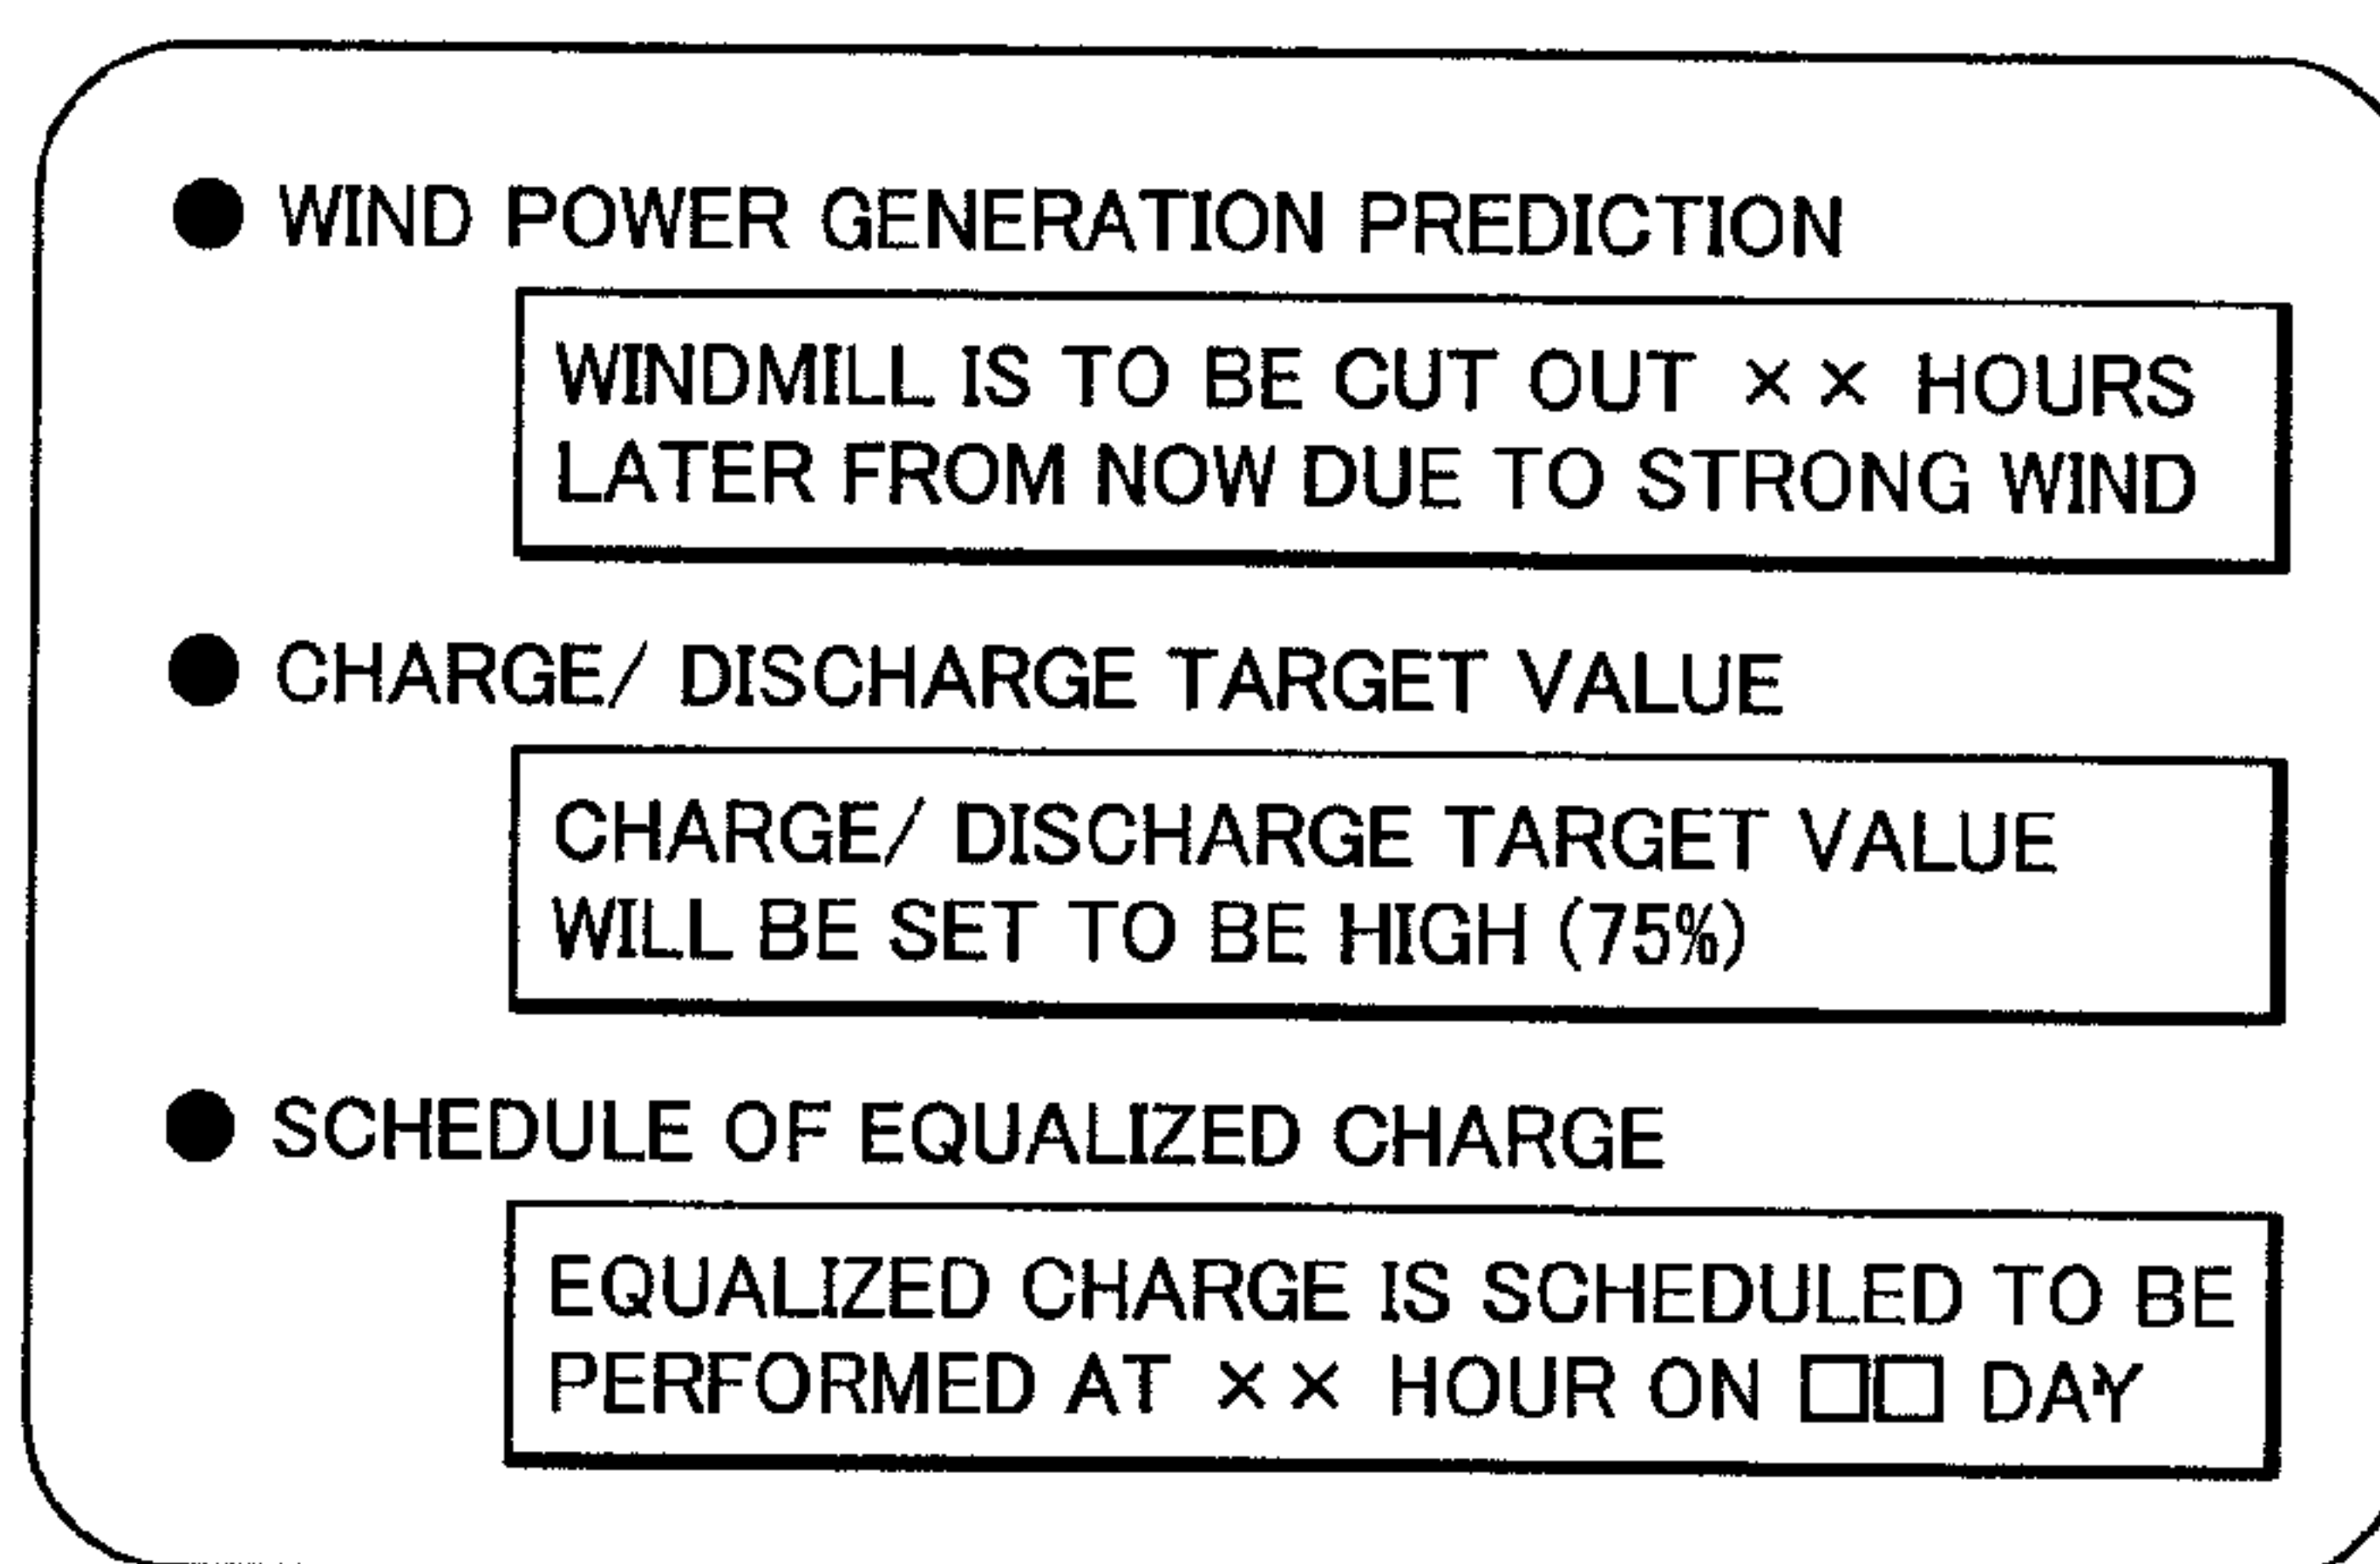 ● WIND POWER GENERATION PREDICTION
WINDMILL IS TO BE CUT OUT ×× HOURS
LATER FROM NOW DUE TO STRONG WIND
● CHARGE/ DISCHARGE TARGET VALUE
CHARGE/ DISCHARGE TARGET VALUE
WILL BE SET TO BE HIGH (75%)
● SCHEDULE OF EQUALIZED CHARGE
EQUALIZED CHARGE IS SCHEDULED TO BE
PERFORMED AT ×× HOUR ON □□ DAY